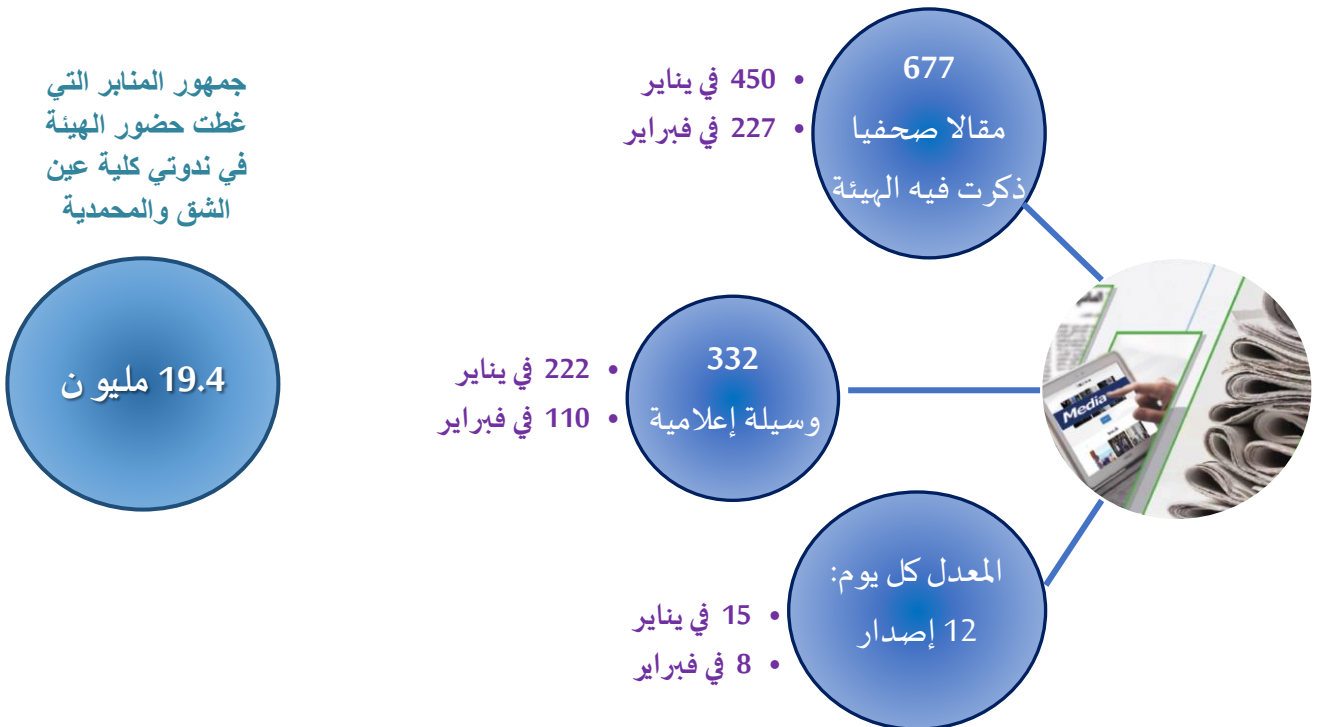 677
مقالا صحفيا
ذكرت فيه الهيئة
• 450 في يناير
• 227 في فبراير
332
وسيلة إعلامية
• 222 في يناير
• 110 في فبراير
المعدل كل يوم:
12 إصدار
• 15 في يناير
• 8 في فبراير
Media
جمهور المنابر التي
غطت حضور الهيئة
في ندوتي كلية عين
الشق والمحمدية
19.4 مليو ن